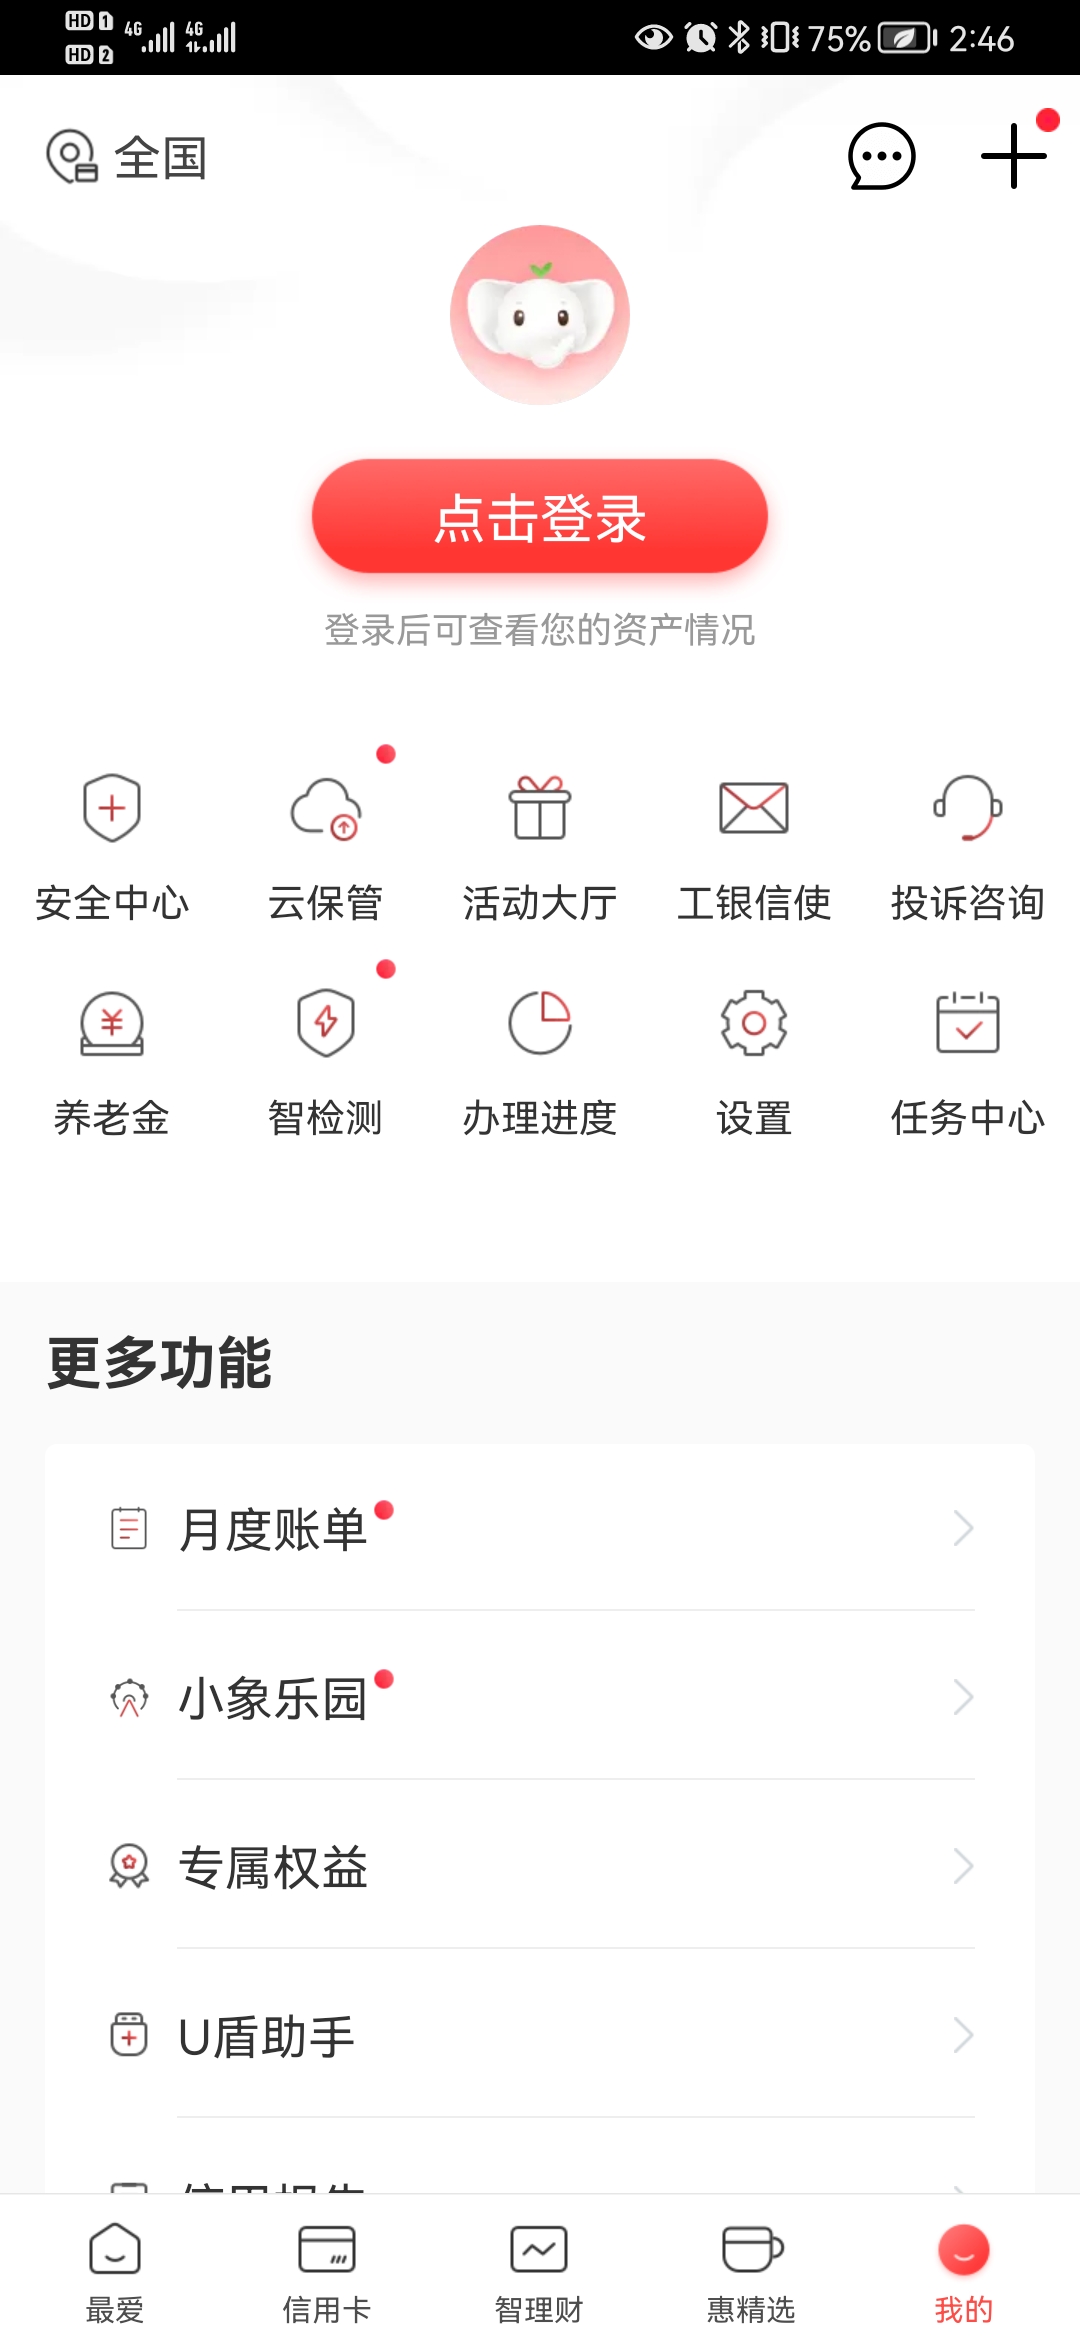 HD 1 4G 4G 75% 2:46
HD 2
全国
点击登录
登录后可查看您的资产情况
安全中心 云保管 活动大厅 工银信使 投诉咨询
养老金 智检测 办理进度 设置 任务中心
更多功能
月度账单
小象乐园
专属权益
U盾助手
最爱 信用卡 智理财 惠精选 我的